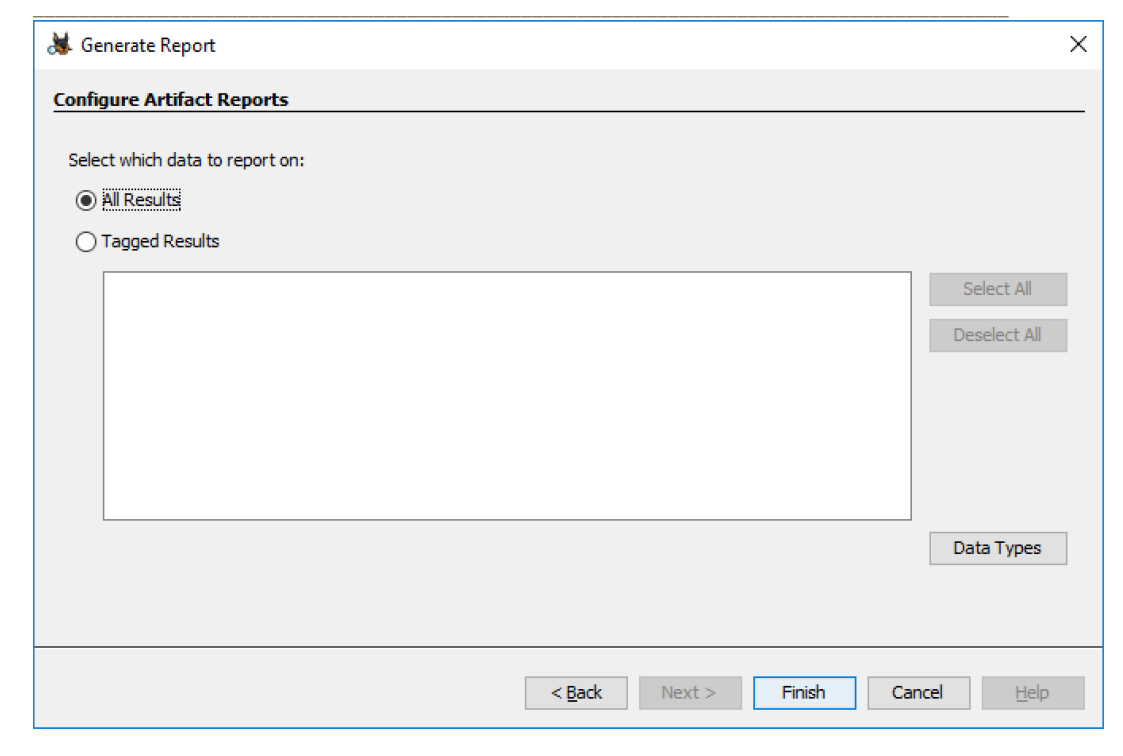 Generate Report
Configure Artifact Reports
Select which data to report on:
All Results
Tagged Results
Select All
Deselect All
Data Types
< Back Next > Finish Cancel Help